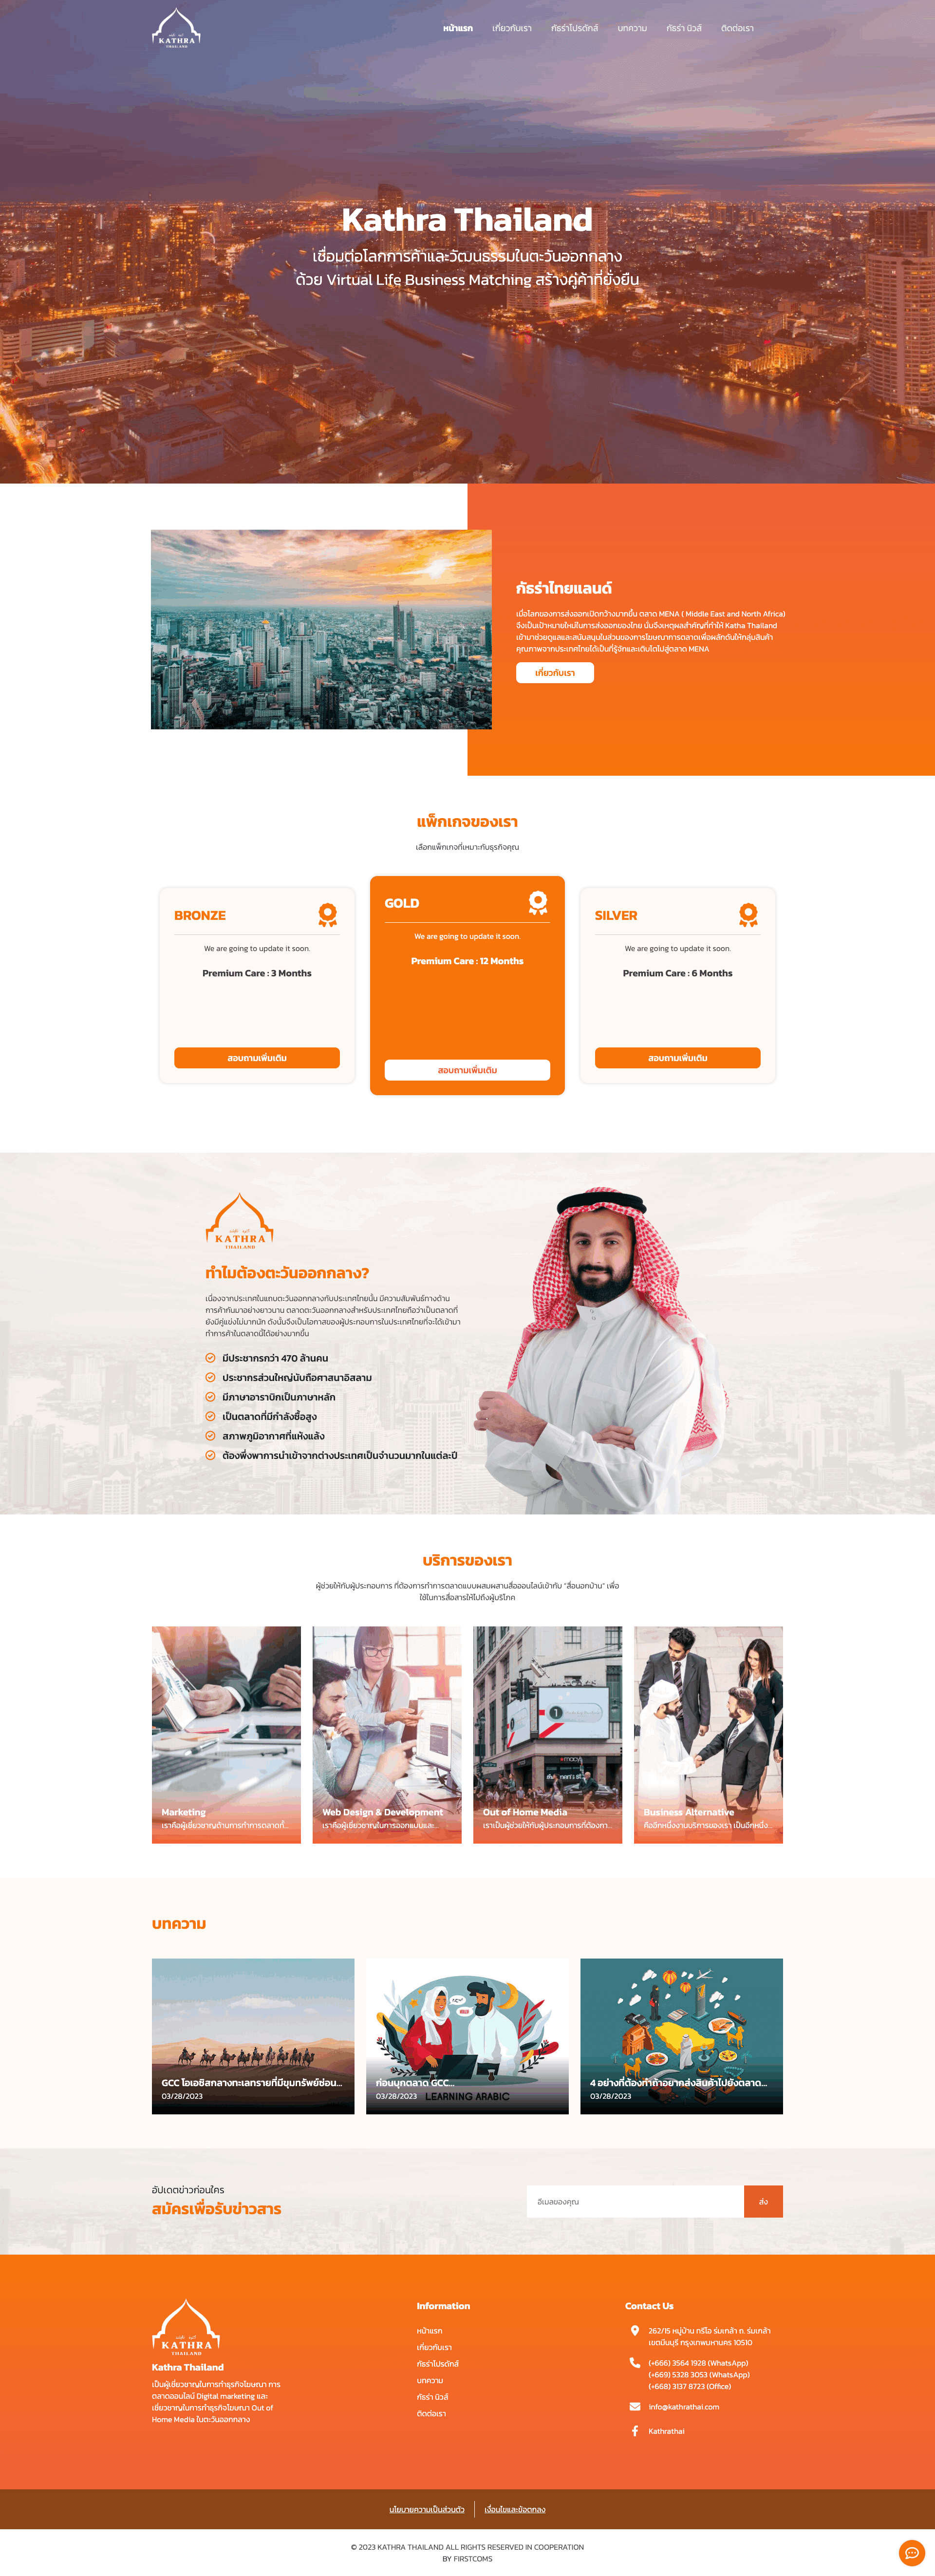 KATHRA
THAILAND
หน้าแรก
เกี่ยวกับเรา
กัธร่าโปรดักส์
บทความ
กัธร่า นิวส์
ติดต่อเรา
Kathra Thailand
เชื่อมต่อโลกการค้าและวัฒนธรรมในตะวันออกกลาง
ด้วย Virtual Life Business Matching สร้างคู่ค้าที่ยั่งยืน
กัธร่าไทยแลนด์
เมื่อโลกของการส่งออกเปิดกว้างมากขึ้น ตลาด MENA ( Middle East and North Africa)
จึงเป็นเป้าหมายใหม่ในการส่งออกของไทย นั่นจึงเหตุผลสำคัญที่ทำให้ Katha Thailand
เข้ามาช่วยดูแลและสนับสนุนในส่วนของการโฆษณาการตลาดเพื่อผลักดันให้กลุ่มสินค้า
คุณภาพจากประเทศไทยได้เป็นที่รู้จักและเติบโตไปสู่ตลาด MENA
เกี่ยวกับเรา
แพ็กเกจของเรา
เลือกแพ็กเกจที่เหมาะกับธุรกิจคุณ
BRONZE
We are going to update it soon.
Premium Care : 3 Months
สอบถามเพิ่มเติม
GOLD
We are going to update it soon.
Premium Care : 12 Months
สอบถามเพิ่มเติม
SILVER
We are going to update it soon.
Premium Care : 6 Months
สอบถามเพิ่มเติม
KATHRA
THAILAND
ทำไมต้องตะวันออกกลาง?
เนื่องจากประเทศในแถบตะวันออกกลางกับประเทศไทยนั้น มีความสัมพันธ์ทางด้าน
การค้ากันมาอย่างยาวนาน ตลาดตะวันออกกลางสำหรับประเทศไทยถือว่าเป็นตลาดที่
ยังมีคู่แข่งไม่มากนัก ดังนั้นจึงเป็นโอกาสของผู้ประกอบการในประเทศไทยที่จะได้เข้ามา
ทำการค้าในตลาดนี้ได้อย่างมากขึ้น
มีประชากรกว่า 470 ล้านคน
ประชากรส่วนใหญ่นับถือศาสนาอิสลาม
มีภาษาอาราบิกเป็นภาษาหลัก
เป็นตลาดที่มีกำลังซื้อสูง
สภาพภูมิอากาศที่แห้งแล้ง
ต้องพึ่งพาการนำเข้าจากต่างประเทศเป็นจำนวนมากในแต่ละปี
บริการของเรา
ผู้ช่วยให้กับผู้ประกอบการ ที่ต้องการทำการตลาดแบบผสมผสานสื่อออนไลน์เข้ากับ "สื่อนอกบ้าน" เพื่อ
ใช้ในการสื่อสารให้ไปถึงผู้บริโภค
Marketing
เราคือผู้เชี่ยวชาญด้านการทำการตลาดทั้...
Web Design & Development
เราคือผู้เชี่ยวชาญในการออกแบบและ...
1
macys
Out of Home Media
เราเป็นผู้ช่วยให้กับผู้ประกอบการที่ต้องกา...
Business Alternative
คืออีกหนึ่งงานบริการของเรา เป็นอีกหนึ่ง...
บทความ
GCC โอเอซิสกลางทะเลทรายที่มีขุมทรัพย์ซ่อน...
03/28/2023
ก่อนบุกตลาด GCC...
03/28/2023
LEARNING ARABIC
4 อย่างที่ต้องทำถ้าอยากส่งสินค้าไปยังตลาด...
03/28/2023
อัปเดตข่าวก่อนใคร
สมัครเพื่อรับข่าวสาร
อีเมลของคุณ
ส่ง
KATHRA
THAILAND
Kathra Thailand
เป็นผู้เชี่ยวชาญในการทำธุรกิจโฆษณา การ
ตลาดออนไลน์ Digital marketing และ
เชี่ยวชาญในการทำธุรกิจโฆษณา Out of
Home Media ในตะวันออกกลาง
Information
หน้าแรก
เกี่ยวกับเรา
กัธร่าโปรดักส์
บทความ
กัธร่า นิวส์
ติดต่อเรา
Contact Us
262/15 หมู่บ้าน ทรีโอ ร่มเกล้า ถ. ร่มเกล้า
เขตมีนบุรี กรุงเทพมหานคร 10510
(+666) 3564 1928 (WhatsApp)
(+669) 5328 3053 (WhatsApp)
(+668) 3137 8723 (Office)
info@kathrathai.com
Kathrathai
นโยบายความเป็นส่วนตัว
เงื่อนไขและข้อตกลง
© 2023 KATHRA THAILAND ALL RIGHTS RESERVED IN COOPERATION
BY FIRSTCOMS